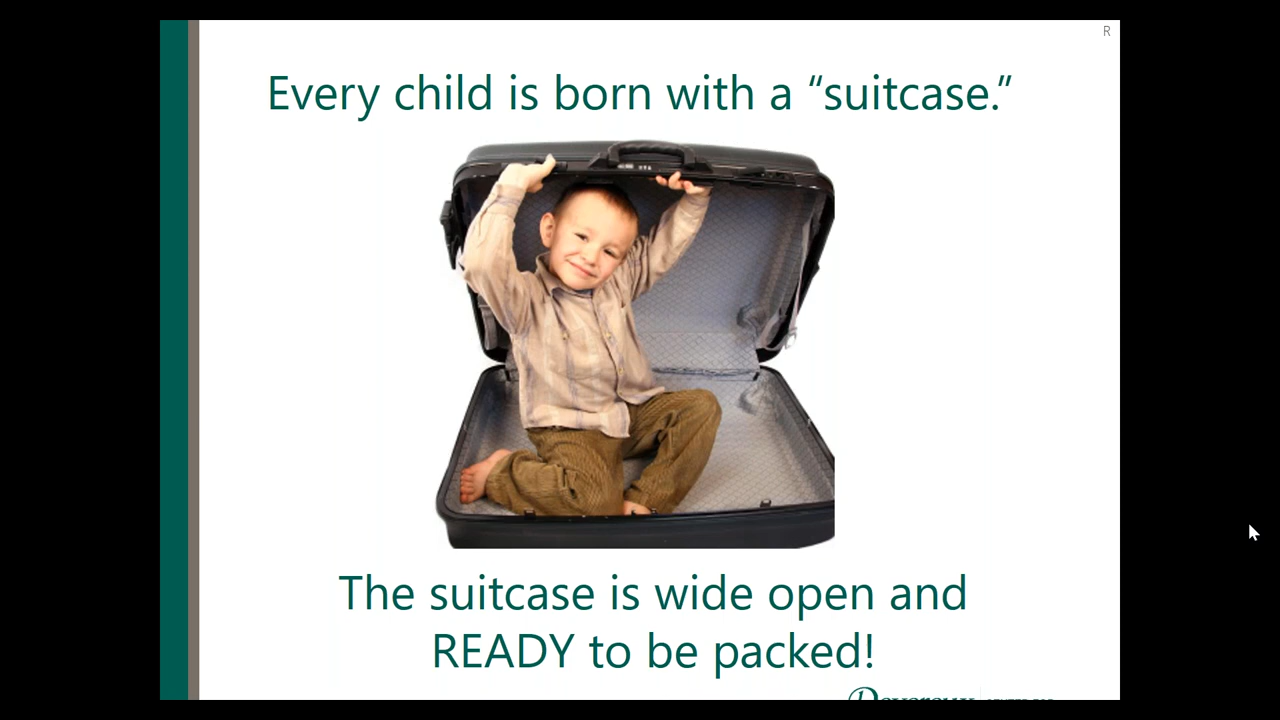 R
Every child is born with a “suitcase.”
The suitcase is wide open and
READY to be packed!